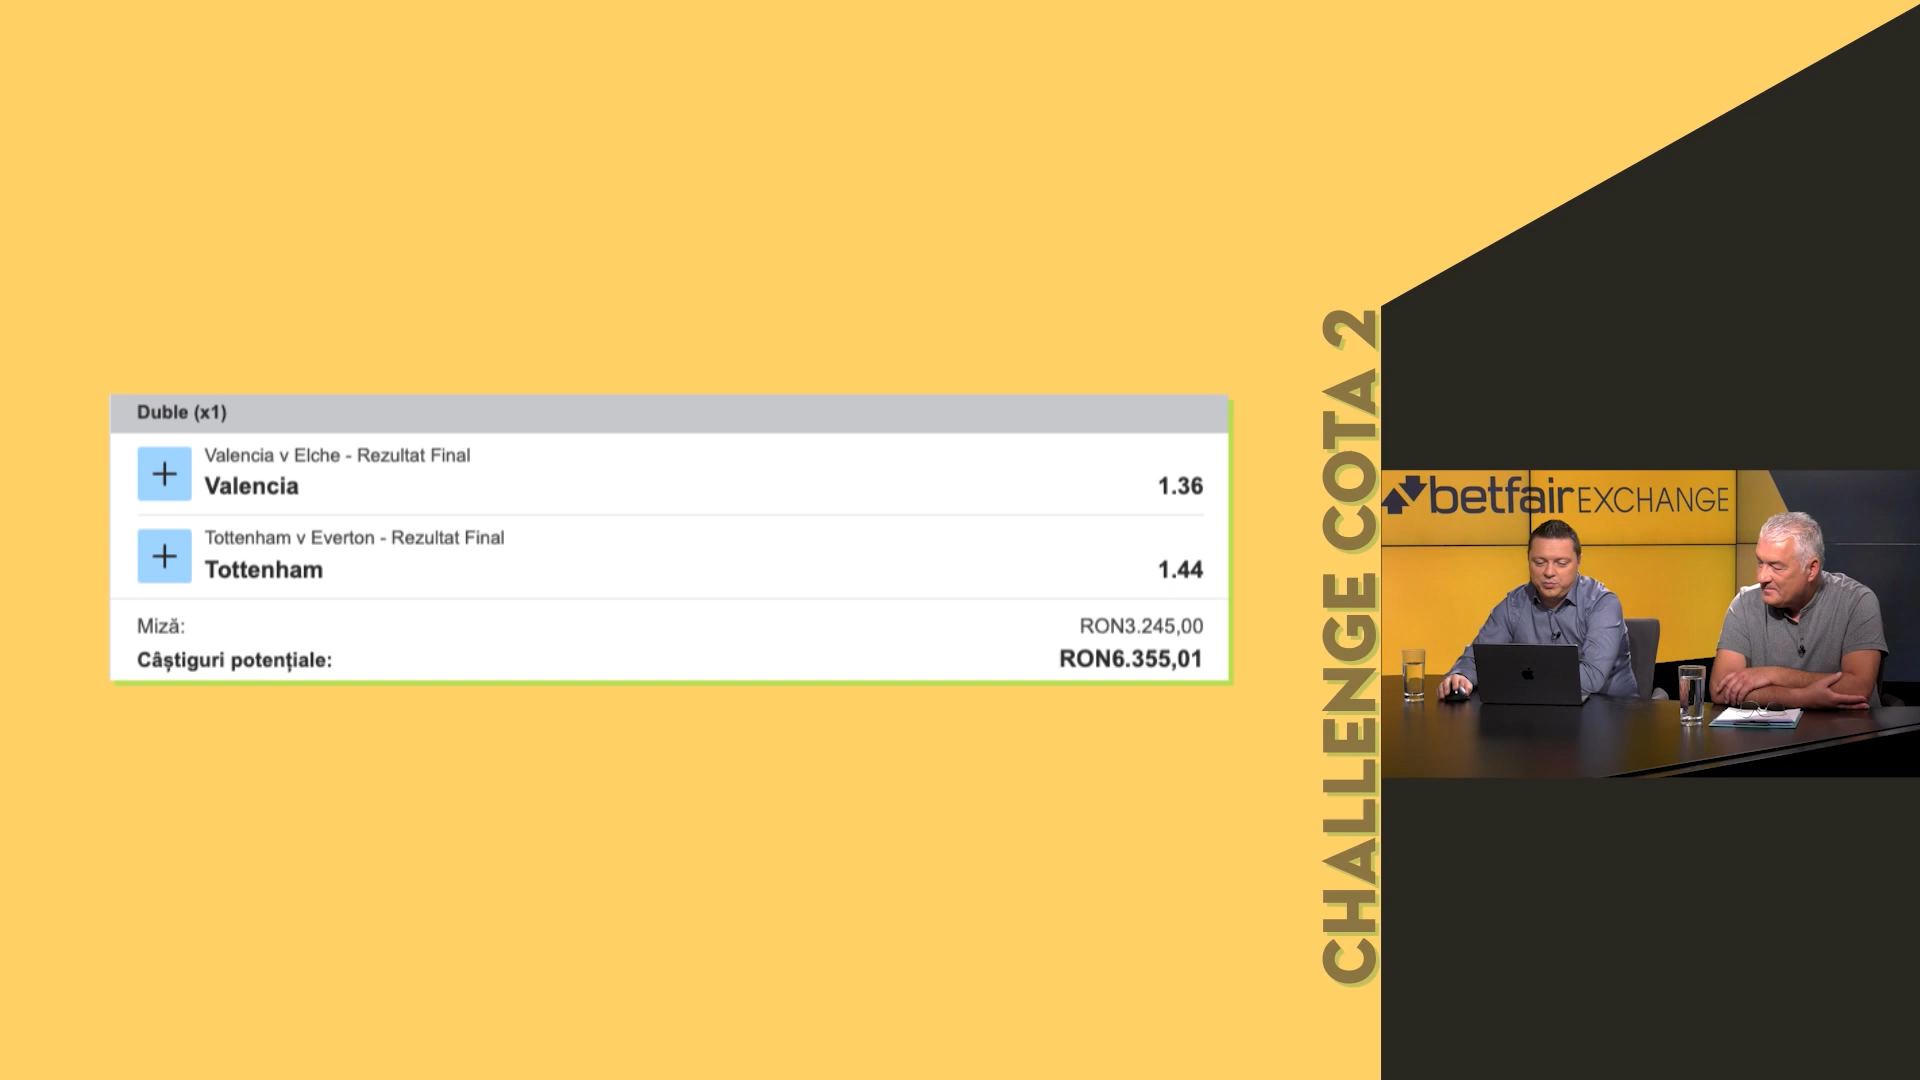 Duble (x1)
Valencia v Elche - Rezultat Final
Valencia 1.36
Tottenham v Everton - Rezultat Final
Tottenham 1.44
Miză: RON3.245,00
Câștiguri potențiale: RON6.355,01
CHALLENGE COTA 2
betfair EXCHANGE